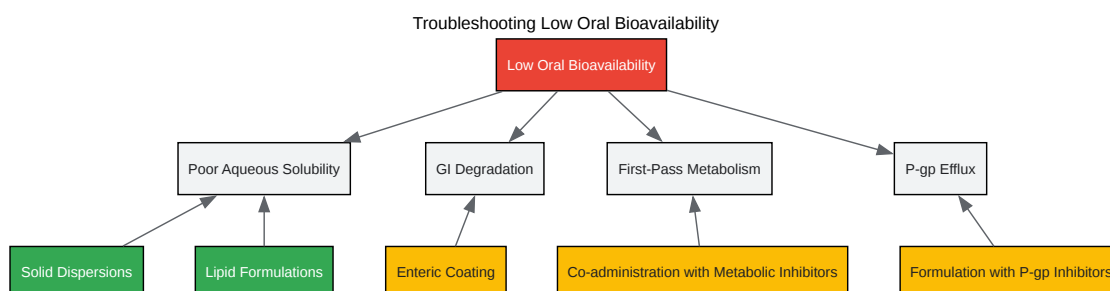 Troubleshooting Low Oral Bioavailability
Low Oral Bioavailability
Poor Aqueous Solubility
GI Degradation
First-Pass Metabolism
P-gp Efflux
Solid Dispersions
Lipid Formulations
Enteric Coating
Co-administration with Metabolic Inhibitors
Formulation with P-gp Inhibitors